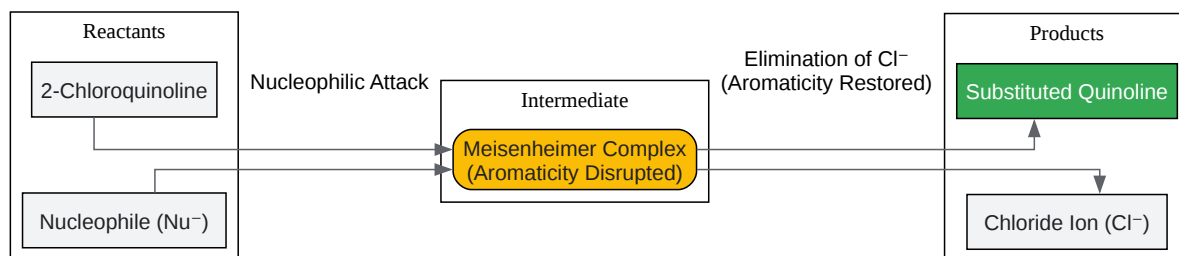 Reactants
2-Chloroquinoline
Nucleophile (Nu⁻)
Nucleophilic Attack
Intermediate
Meisenheimer Complex
(Aromaticity Disrupted)
Elimination of Cl⁻
(Aromaticity Restored)
Products
Substituted Quinoline
Chloride Ion (Cl⁻)